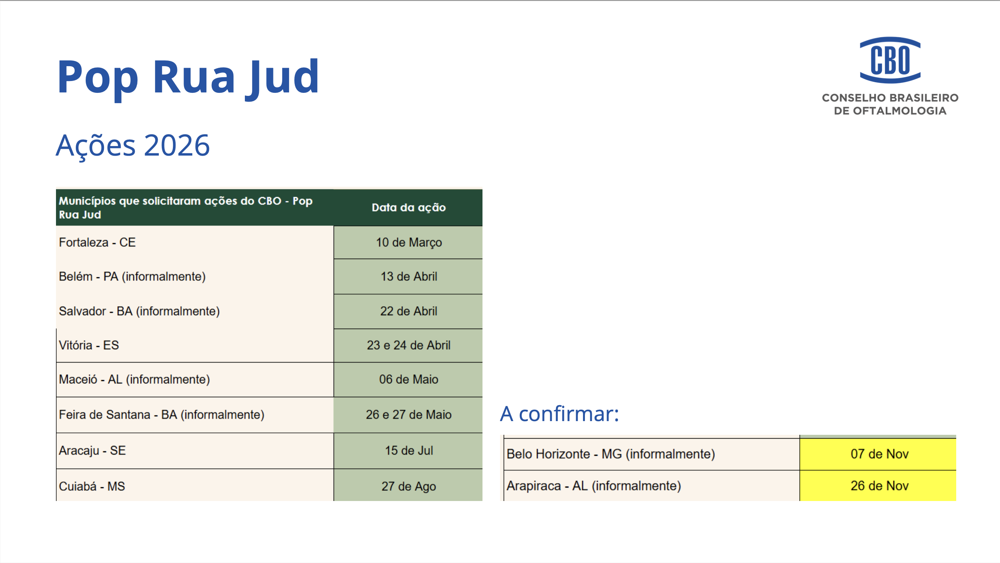 Pop Rua Jud
CBO
CONSELHO BRASILEIRO
DE OFTALMOLOGIA
Ações 2026
Municípios que solicitaram ações do CBO - Pop
Rua Jud
Data da ação
Fortaleza - CE
10 de Março
Belém - PA (informalmente)
13 de Abril
Salvador - BA (informalmente)
22 de Abril
Vitória - ES
23 e 24 de Abril
Maceió - AL (informalmente)
06 de Maio
Feira de Santana - BA (informalmente)
26 e 27 de Maio
Aracaju - SE
15 de Jul
Cuiabá - MS
27 de Ago
A confirmar:
Belo Horizonte - MG (informalmente)
07 de Nov
Arapiraca - AL (informalmente)
26 de Nov